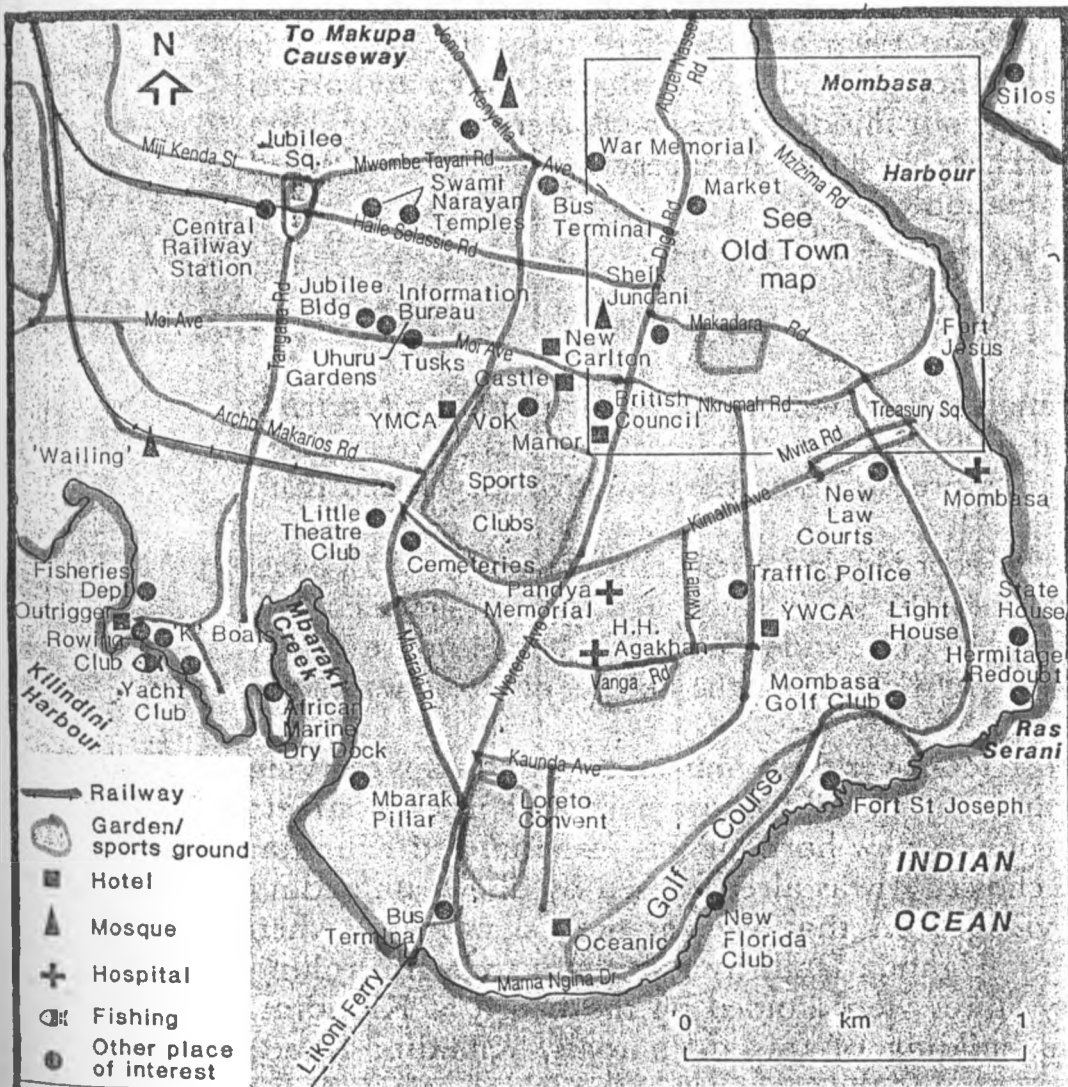 N
To Makupa
Causeway
Jomo
Kenyatta
Ave
Abdel Nasser
Rd
Mombasa
Harbour
Silos
Miji Kenda St
Jubilee
Sq.
Mwembe Tayari Rd
War Memorial
Mzizima Rd
Swami
Narayan
Temples
Bus
Terminal
Digo Rd
Market
See
Old Town
map
Central
Railway
Station
Haile Selassie Rd
Sheik
Jundani
Jubilee
Bldg
Information
Bureau
Moi Ave
Tangana Rd
Uhuru
Gardens
Tusks
Moi Ave
New
Carlton
Makadara
Rd
Fort
Jesus
Castle
Archb. Makarios Rd
YMCA
VoK
British
Council
Nkrumah Rd
Treasury Sq.
Manor
Mvita Rd
'Wailing'
Sports
Clubs
Mombasa
Little
Theatre
Club
Kimathi Ave
New
Law
Courts
Cemeteries
Fisheries
Dept
Pandya
Memorial
Kwale Rd
Traffic Police
Outrigger
Mbaraki
Creek
YWCA
Light
House
State
House
Rowing
Club
K. Boats
Mbaraki Rd
Nyerere Ave
H.H.
Agakhan
Hermitage
Redoubt
Kilindini
Harbour
Yacht
Club
Vanga Rd
Mombasa
Golf Club
African
Marine
Dry Dock
Ras
Serani
Kaunda Ave
Mbaraki
Pillar
Loreto
Convent
Fort St Joseph
Golf Course
INDIAN
OCEAN
Bus
Terminal
Oceanic
New
Florida
Club
Mama Ngina Dr
Likoni Ferry
0 km 1
Railway
Garden/
sports ground
Hotel
Mosque
Hospital
Fishing
Other place
of interest